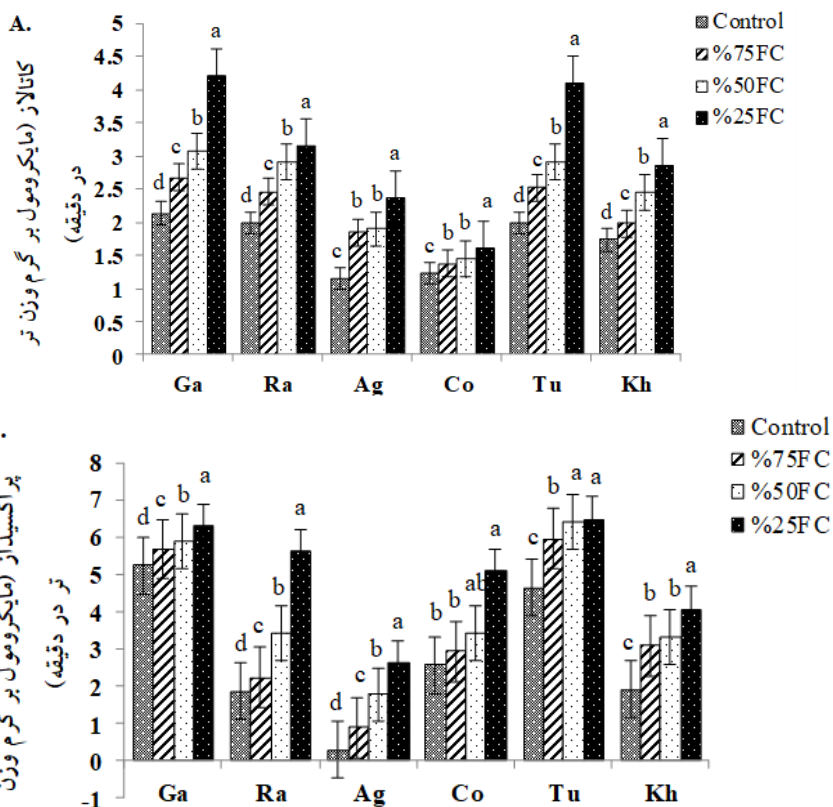 A.
کاتالاز (مایکرومول بر گرم وزن تر
در دقیقه)
5
4.5
4
3.5
3
2.5
2
1.5
1
0.5
0
d c b a
d c b a
c b b a
c b b a
d c b a
d c b a
Ga Ra Ag Co Tu Kh
Control
%75FC
%50FC
%25FC
پراکسیداز (مایکرومول بر گرم وزن
تر در دقیقه)
8
7
6
5
4
3
2
1
0
-1
d c b a
d c b a
d c b a
b b ab a
c b a a
c b b a
Ga Ra Ag Co Tu Kh
Control
%75FC
%50FC
%25FC